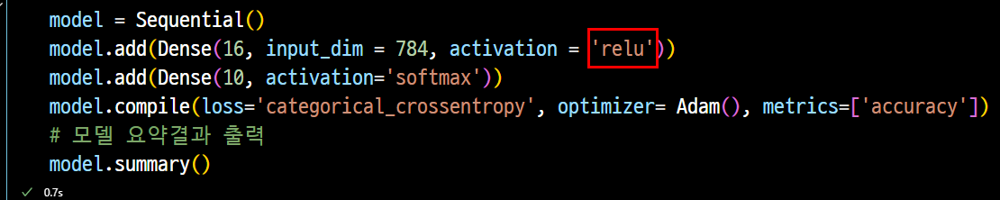 model = Sequential()
model.add(Dense(16, input_dim = 784, activation = 'relu'))
model.add(Dense(10, activation='softmax'))
model.compile(loss='categorical_crossentropy', optimizer= Adam(), metrics=['accuracy'])
# 모델 요약결과 출력
model.summary()
0.7s